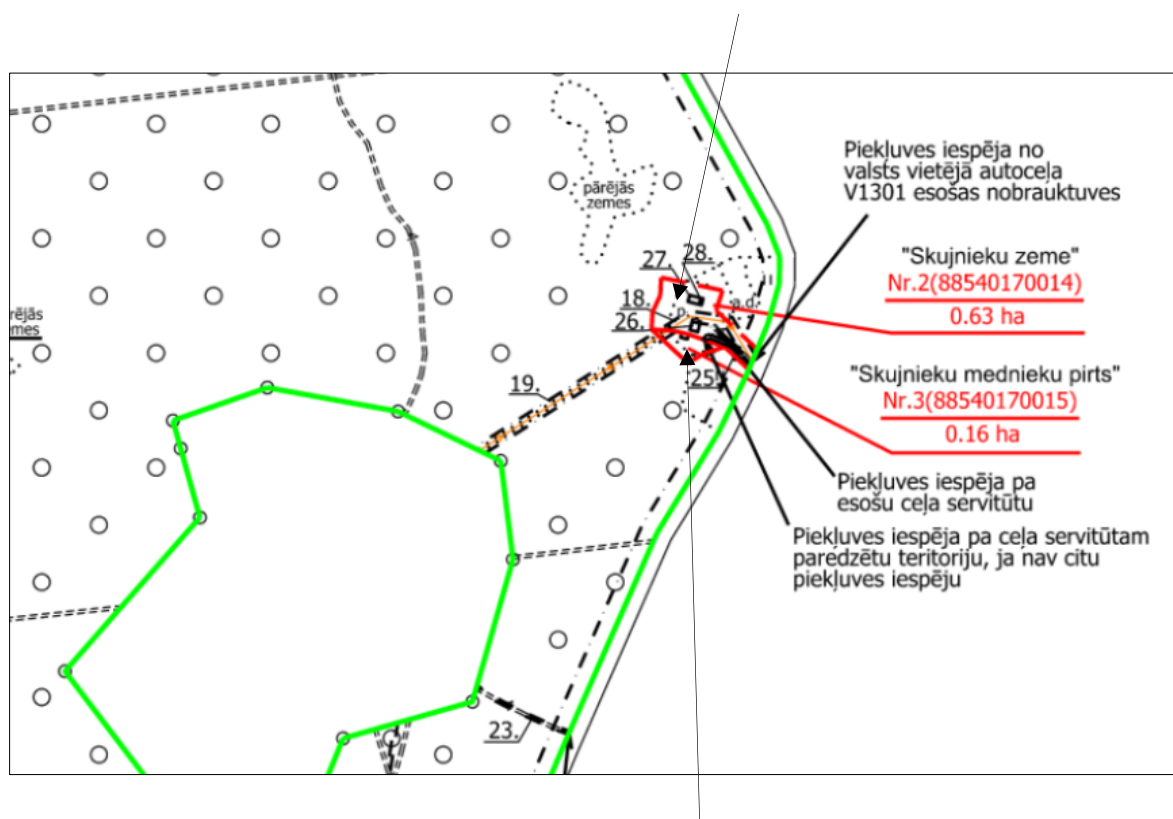 Piekļuves iespēja no
valsts vietējā autoceļa
V1301 esošas nobrauktuves
pārējās
zemes
27.
28.
"Skujnieku zeme"
Nr.2(88540170014)
0.63 ha
18.
p.
a.d.
26.
19.
25.
"Skujnieku mednieku pirts"
Nr.3(88540170015)
0.16 ha
Piekļuves iespēja pa
esošu ceļa servitūtu
Piekļuves iespēja pa ceļa servitūtam
paredzētu teritoriju, ja nav citu
piekļuves iespēju
23.